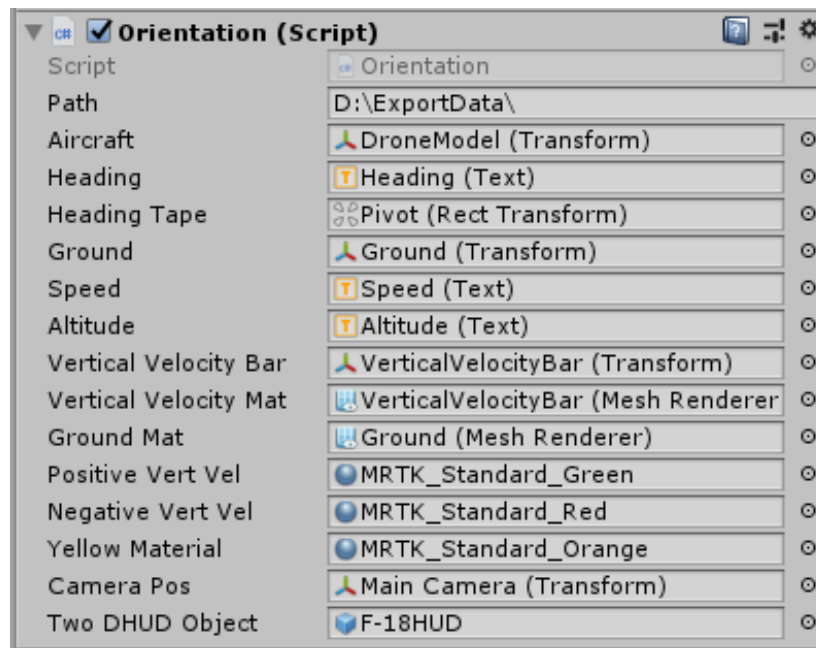 c# Orientation (Script)
Script Orientation
Path D:\ExportData\
Aircraft DroneModel (Transform)
Heading Heading (Text)
Heading Tape Pivot (Rect Transform)
Ground Ground (Transform)
Speed Speed (Text)
Altitude Altitude (Text)
Vertical Velocity Bar VerticalVelocityBar (Transform)
Vertical Velocity Mat VerticalVelocityBar (Mesh Renderer
Ground Mat Ground (Mesh Renderer)
Positive Vert Vel MRTK_Standard_Green
Negative Vert Vel MRTK_Standard_Red
Yellow Material MRTK_Standard_Orange
Camera Pos Main Camera (Transform)
Two DHUD Object F-18HUD